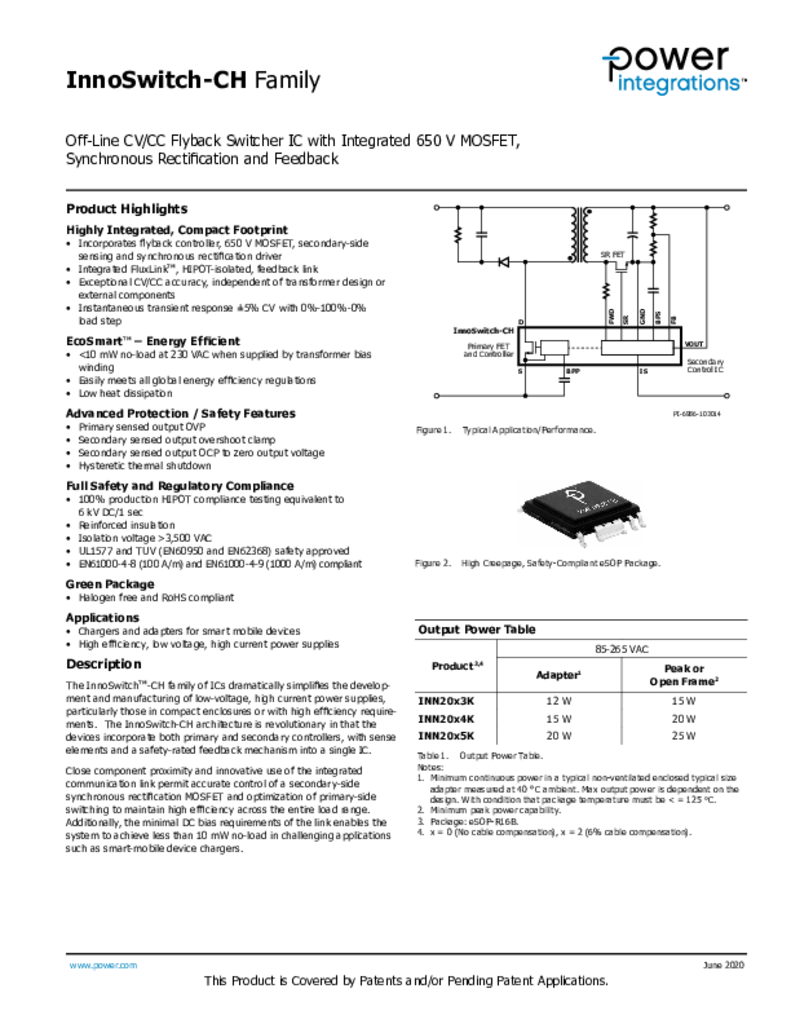 InnoSwitch-CH Family
power
integrations™
Off-Line CV/CC Flyback Switcher IC with Integrated 650 V MOSFET,
Synchronous Rectification and Feedback
Product Highlights
Highly Integrated, Compact Footprint
• Incorporates flyback controller, 650 V MOSFET, secondary-side
sensing and synchronous rectification driver
• Integrated FluxLink™, HIPOT-isolated, feedback link
• Exceptional CV/CC accuracy, independent of transformer design or
external components
• Instantaneous transient response ±5% CV with 0%-100%-0%
load step
EcoSmart™ – Energy Efficient
• <10 mW no-load at 230 VAC when supplied by transformer bias
winding
• Easily meets all global energy efficiency regulations
• Low heat dissipation
Advanced Protection / Safety Features
• Primary sensed output OVP
• Secondary sensed output overshoot clamp
• Secondary sensed output OCP to zero output voltage
• Hysteretic thermal shutdown
Full Safety and Regulatory Compliance
• 100% production HIPOT compliance testing equivalent to
6 kV DC/1 sec
• Reinforced insulation
• Isolation voltage >3,500 VAC
• UL1577 and TUV (EN60950 and EN62368) safety approved
• EN61000-4-8 (100 A/m) and EN61000-4-9 (1000 A/m) compliant
Green Package
• Halogen free and RoHS compliant
Applications
• Chargers and adapters for smart mobile devices
• High efficiency, low voltage, high current power supplies
Description
The InnoSwitch™-CH family of ICs dramatically simplifies the develop-
ment and manufacturing of low-voltage, high current power supplies,
particularly those in compact enclosures or with high efficiency require-
ments. The InnoSwitch-CH architecture is revolutionary in that the
devices incorporate both primary and secondary controllers, with sense
elements and a safety-rated feedback mechanism into a single IC.
Close component proximity and innovative use of the integrated
communication link permit accurate control of a secondary-side
synchronous rectification MOSFET and optimization of primary-side
switching to maintain high efficiency across the entire load range.
Additionally, the minimal DC bias requirements of the link enables the
system to achieve less than 10 mW no-load in challenging applications
such as smart-mobile device chargers.
SR FET
FWD
SR
GND
BPS
FB
D
InnoSwitch-CH
Primary FET
and Controller
VOUT
Secondary
Control IC
S
BPP
IS
PI-6986-103014
Figure 1. Typical Application/Performance.
Figure 2. High Creepage, Safety-Compliant eSOP Package.
Output Power Table
Product3,4
85-265 VAC
Adapter1
Peak or
Open Frame2
INN20x3K 12 W 15 W
INN20x4K 15 W 20 W
INN20x5K 20 W 25 W
Table 1. Output Power Table.
Notes:
1. Minimum continuous power in a typical non-ventilated enclosed typical size
adapter measured at 40 °C ambient. Max output power is dependent on the
design. With condition that package temperature must be < = 125 °C.
2. Minimum peak power capability.
3. Package: eSOP-R16B.
4. x = 0 (No cable compensation), x = 2 (6% cable compensation).
www.power.com
June 2020
This Product is Covered by Patents and/or Pending Patent Applications.